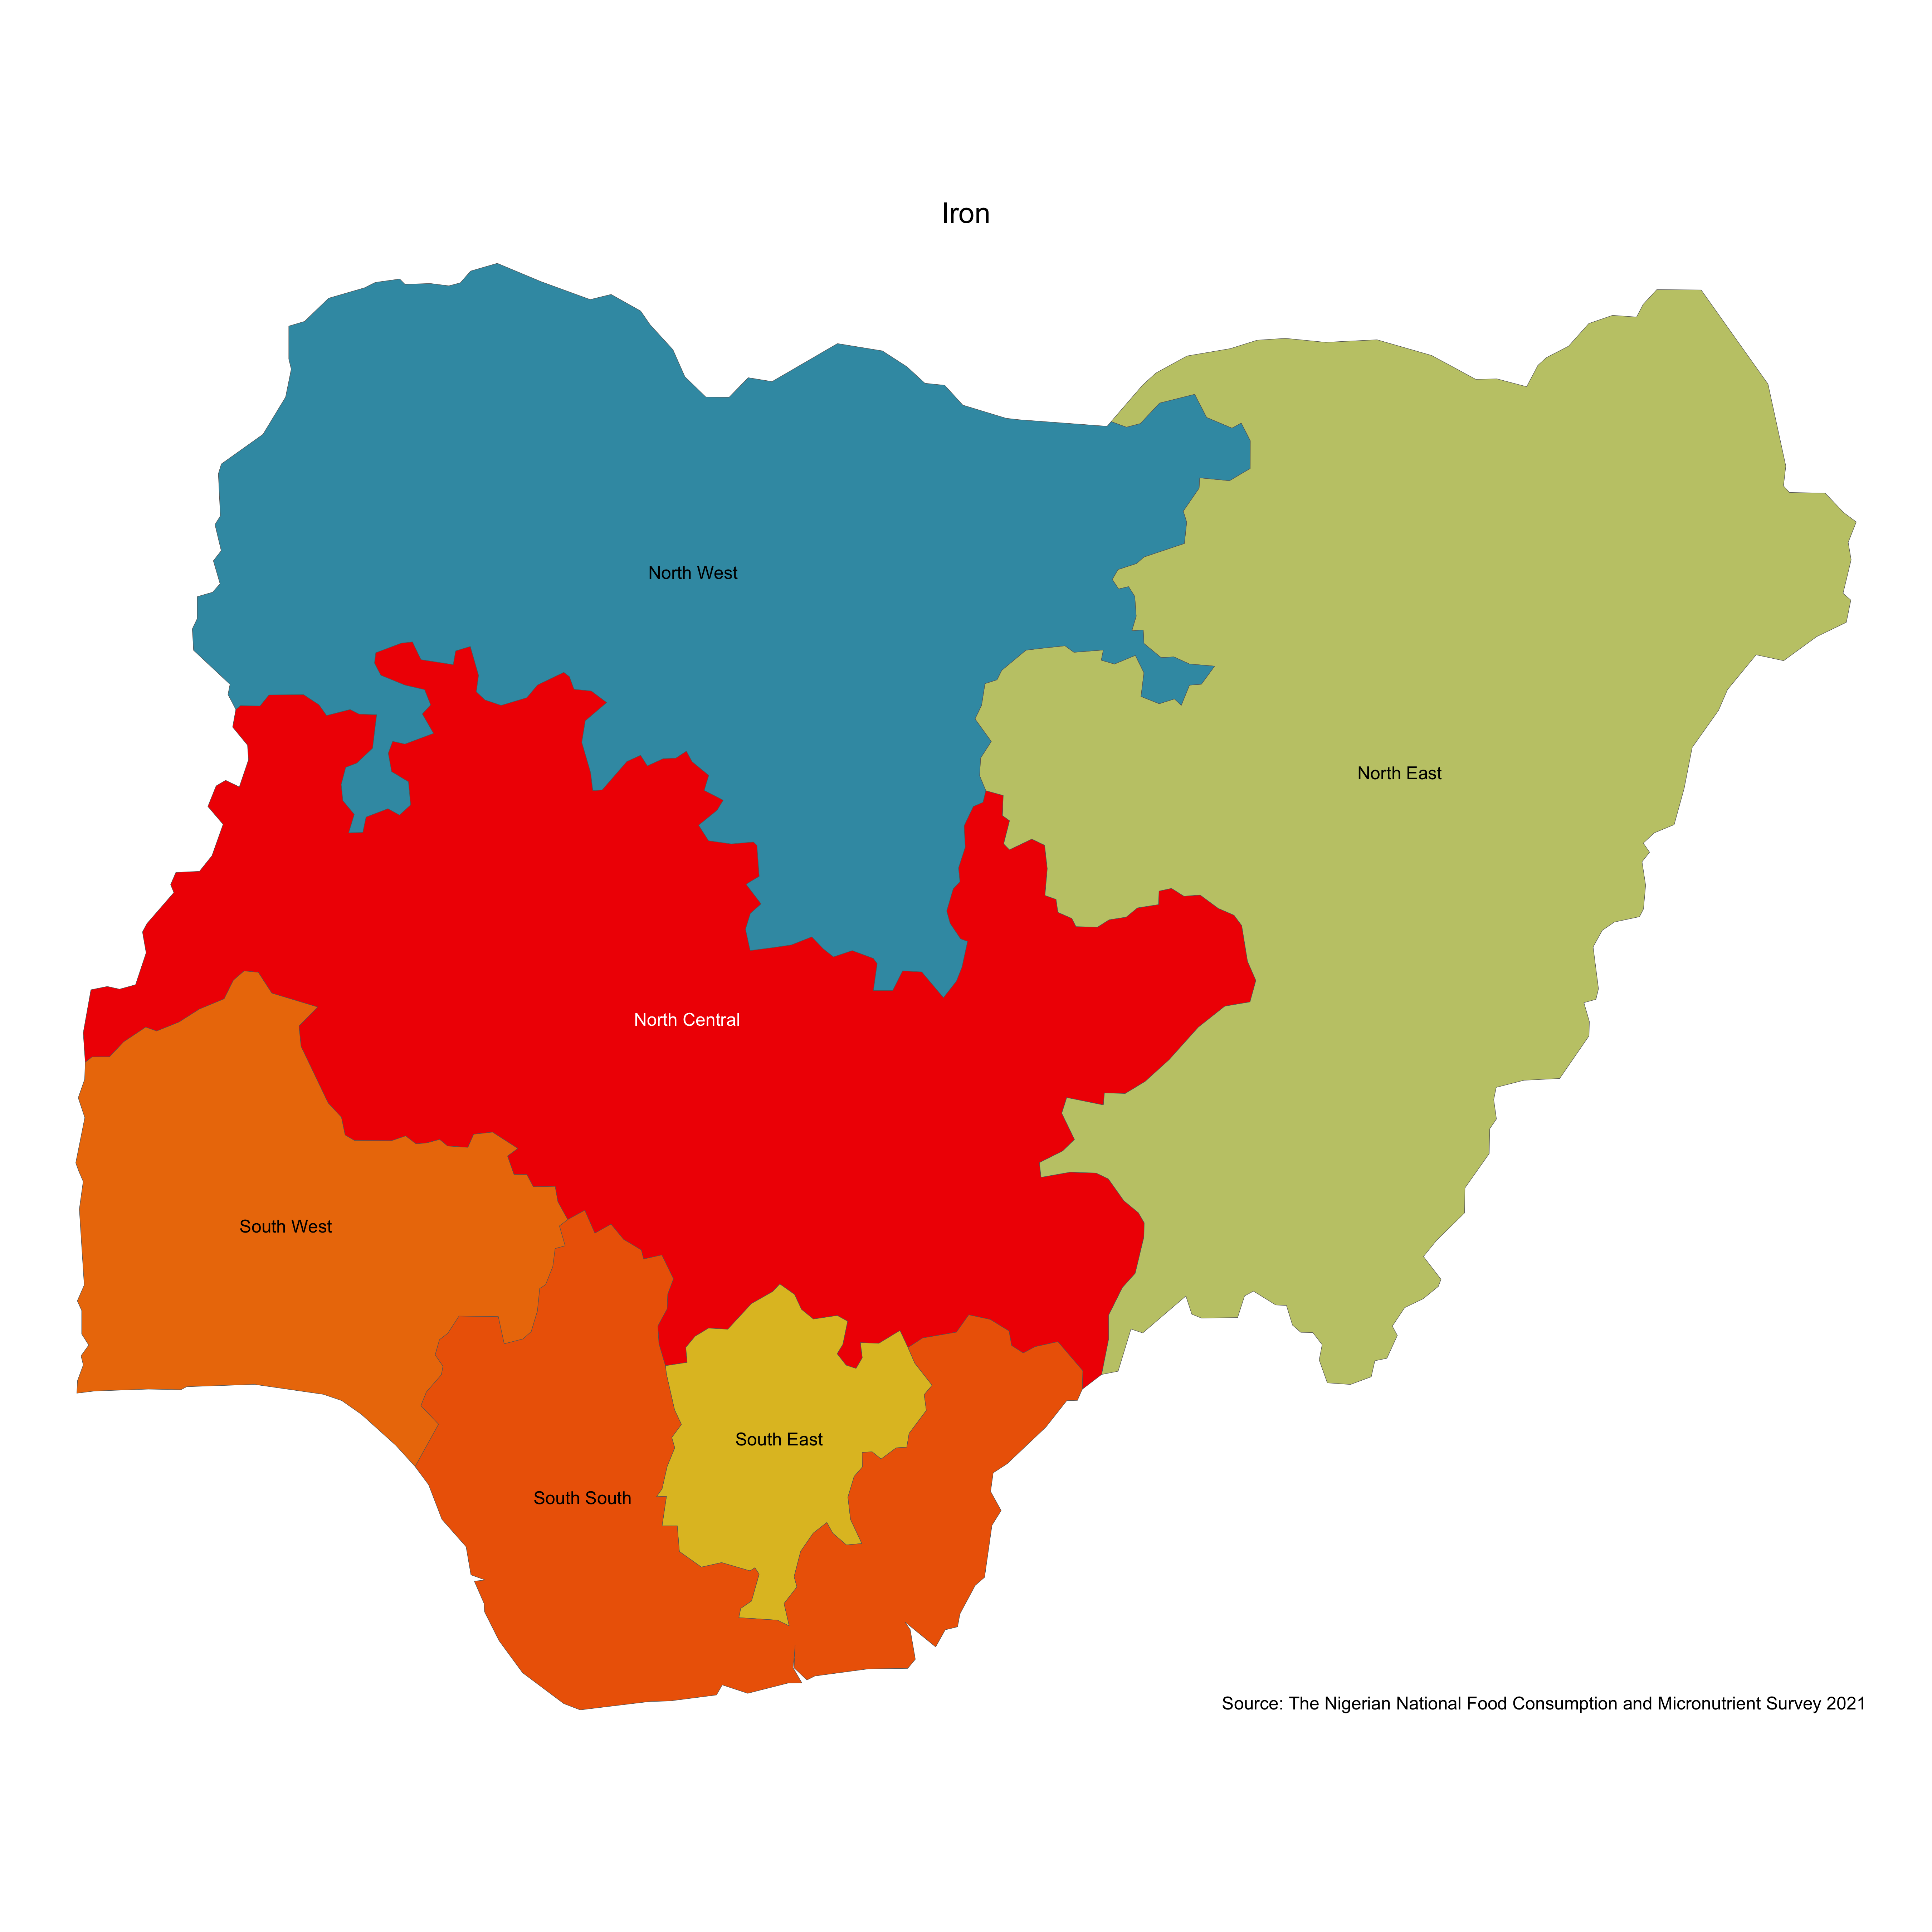 Iron
North West
North East
North Central
South West
South East
South South
Source: The Nigerian National Food Consumption and Micronutrient Survey 2021